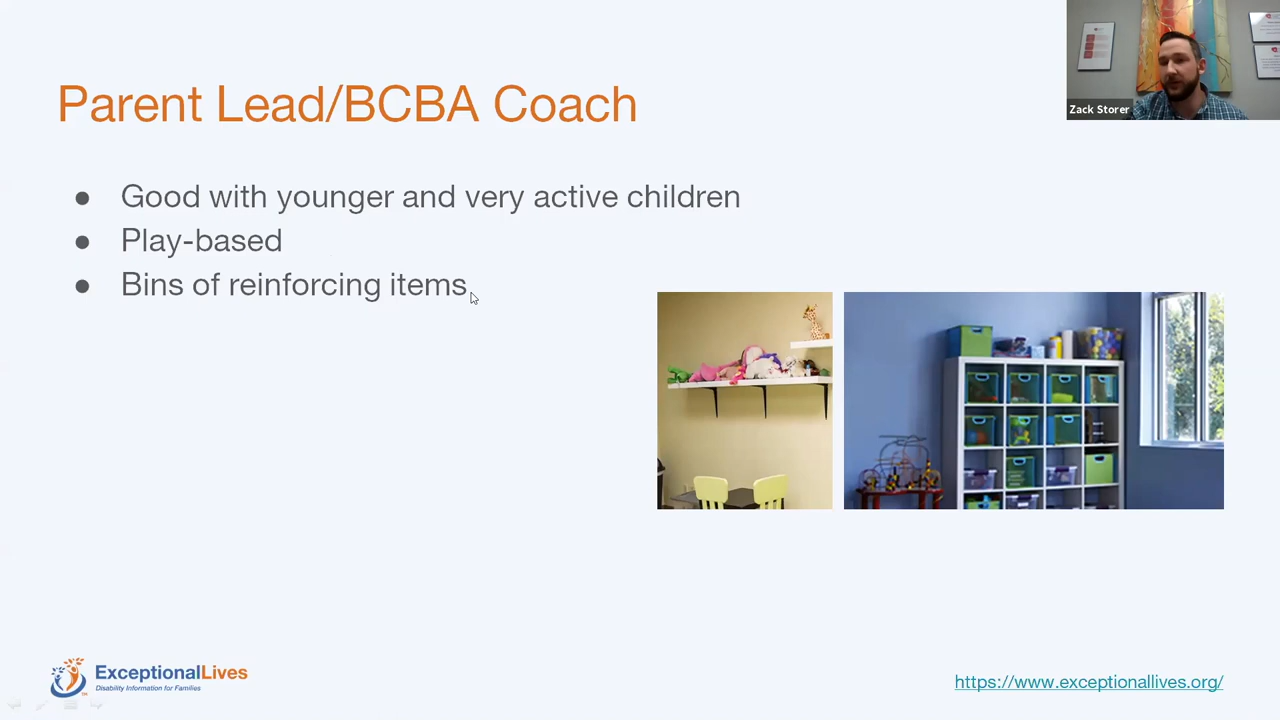 Parent Lead/BCBA Coach
Zack Storer
● Good with younger and very active children
● Play-based
● Bins of reinforcing items
ExceptionalLives
Disability Information for Families
https://www.exceptionallives.org/